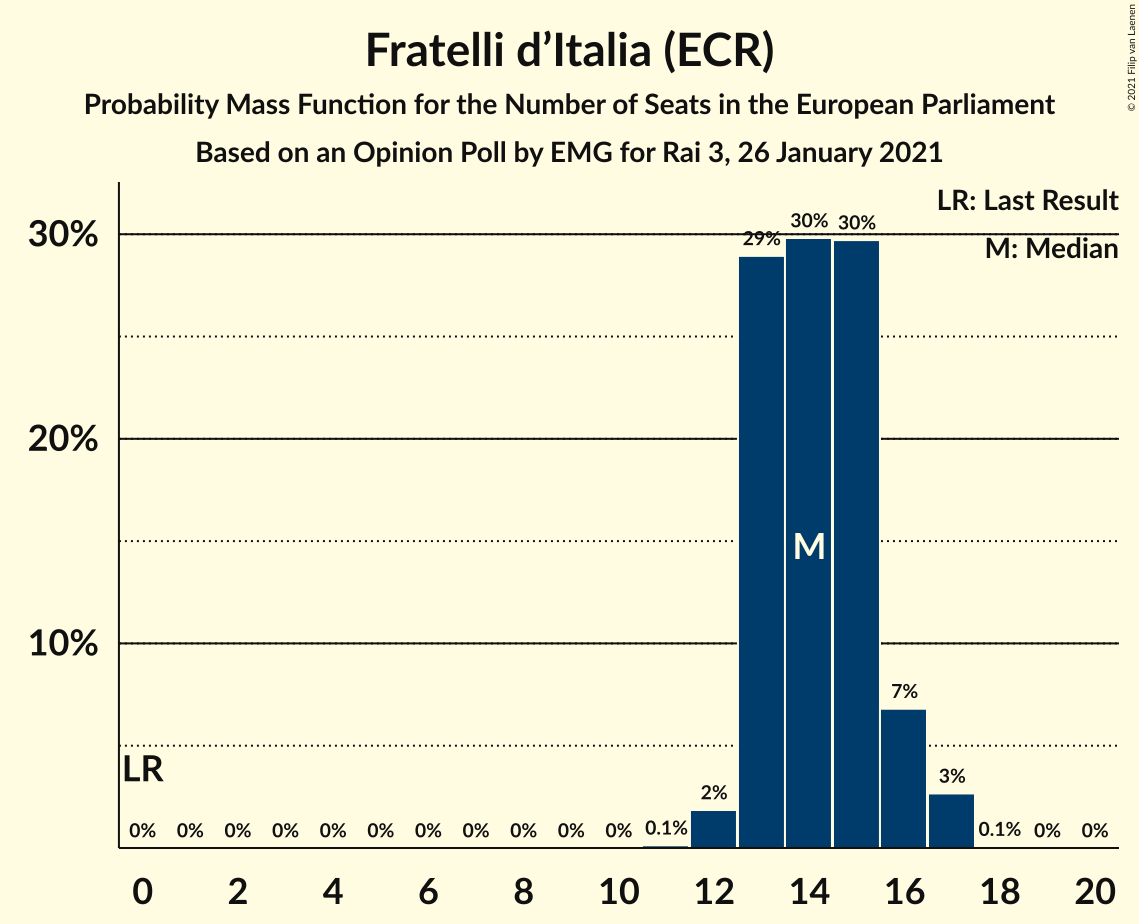 Fratelli d’Italia (ECR)
Probability Mass Function for the Number of Seats in the European Parliament
Based on an Opinion Poll by EMG for Rai 3, 26 January 2021
© 2021 Filip van Laenen
LR: Last Result
M: Median
30%
20%
10%
29%
30%
30%
M
7%
3%
2%
LR
0%
0%
0%
0%
0%
0%
0%
0%
0%
0%
0%
0.1%
0.1%
0%
0%
0 2 4 6 8 10 12 14 16 18 20